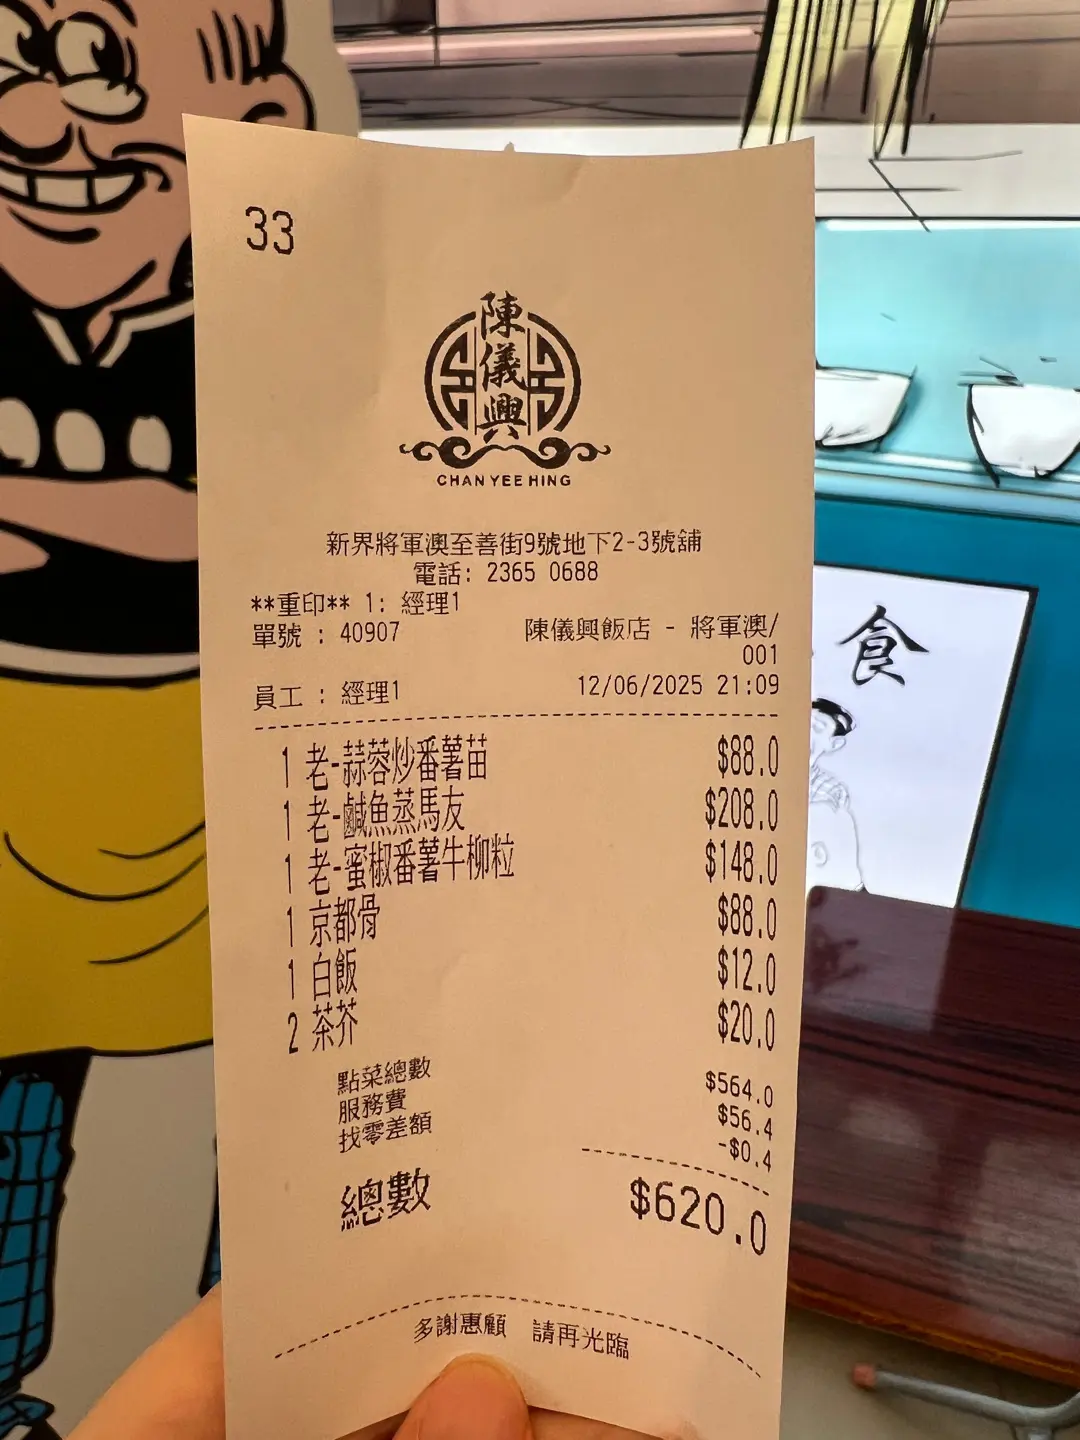 33
陳儀興
CHAN YEE HING
新界將軍澳至善街9號地下2-3號舖
電話: 2365 0688
**重印** 1: 經理1
單號 : 40907 陳儀興飯店 - 將軍澳/
001
員工 : 經理1 12/06/2025 21:09
1 老-蒜蓉炒番薯苗 $88.0
1 老-鹹魚蒸馬友 $208.0
1 老-蜜椒番薯牛柳粒 $148.0
1 京都骨 $88.0
1 白飯 $12.0
2 茶芥 $20.0
點菜總數 $564.0
服務費 $56.4
找零差額 -$0.4
總數 $620.0
多謝惠顧 請再光臨
食